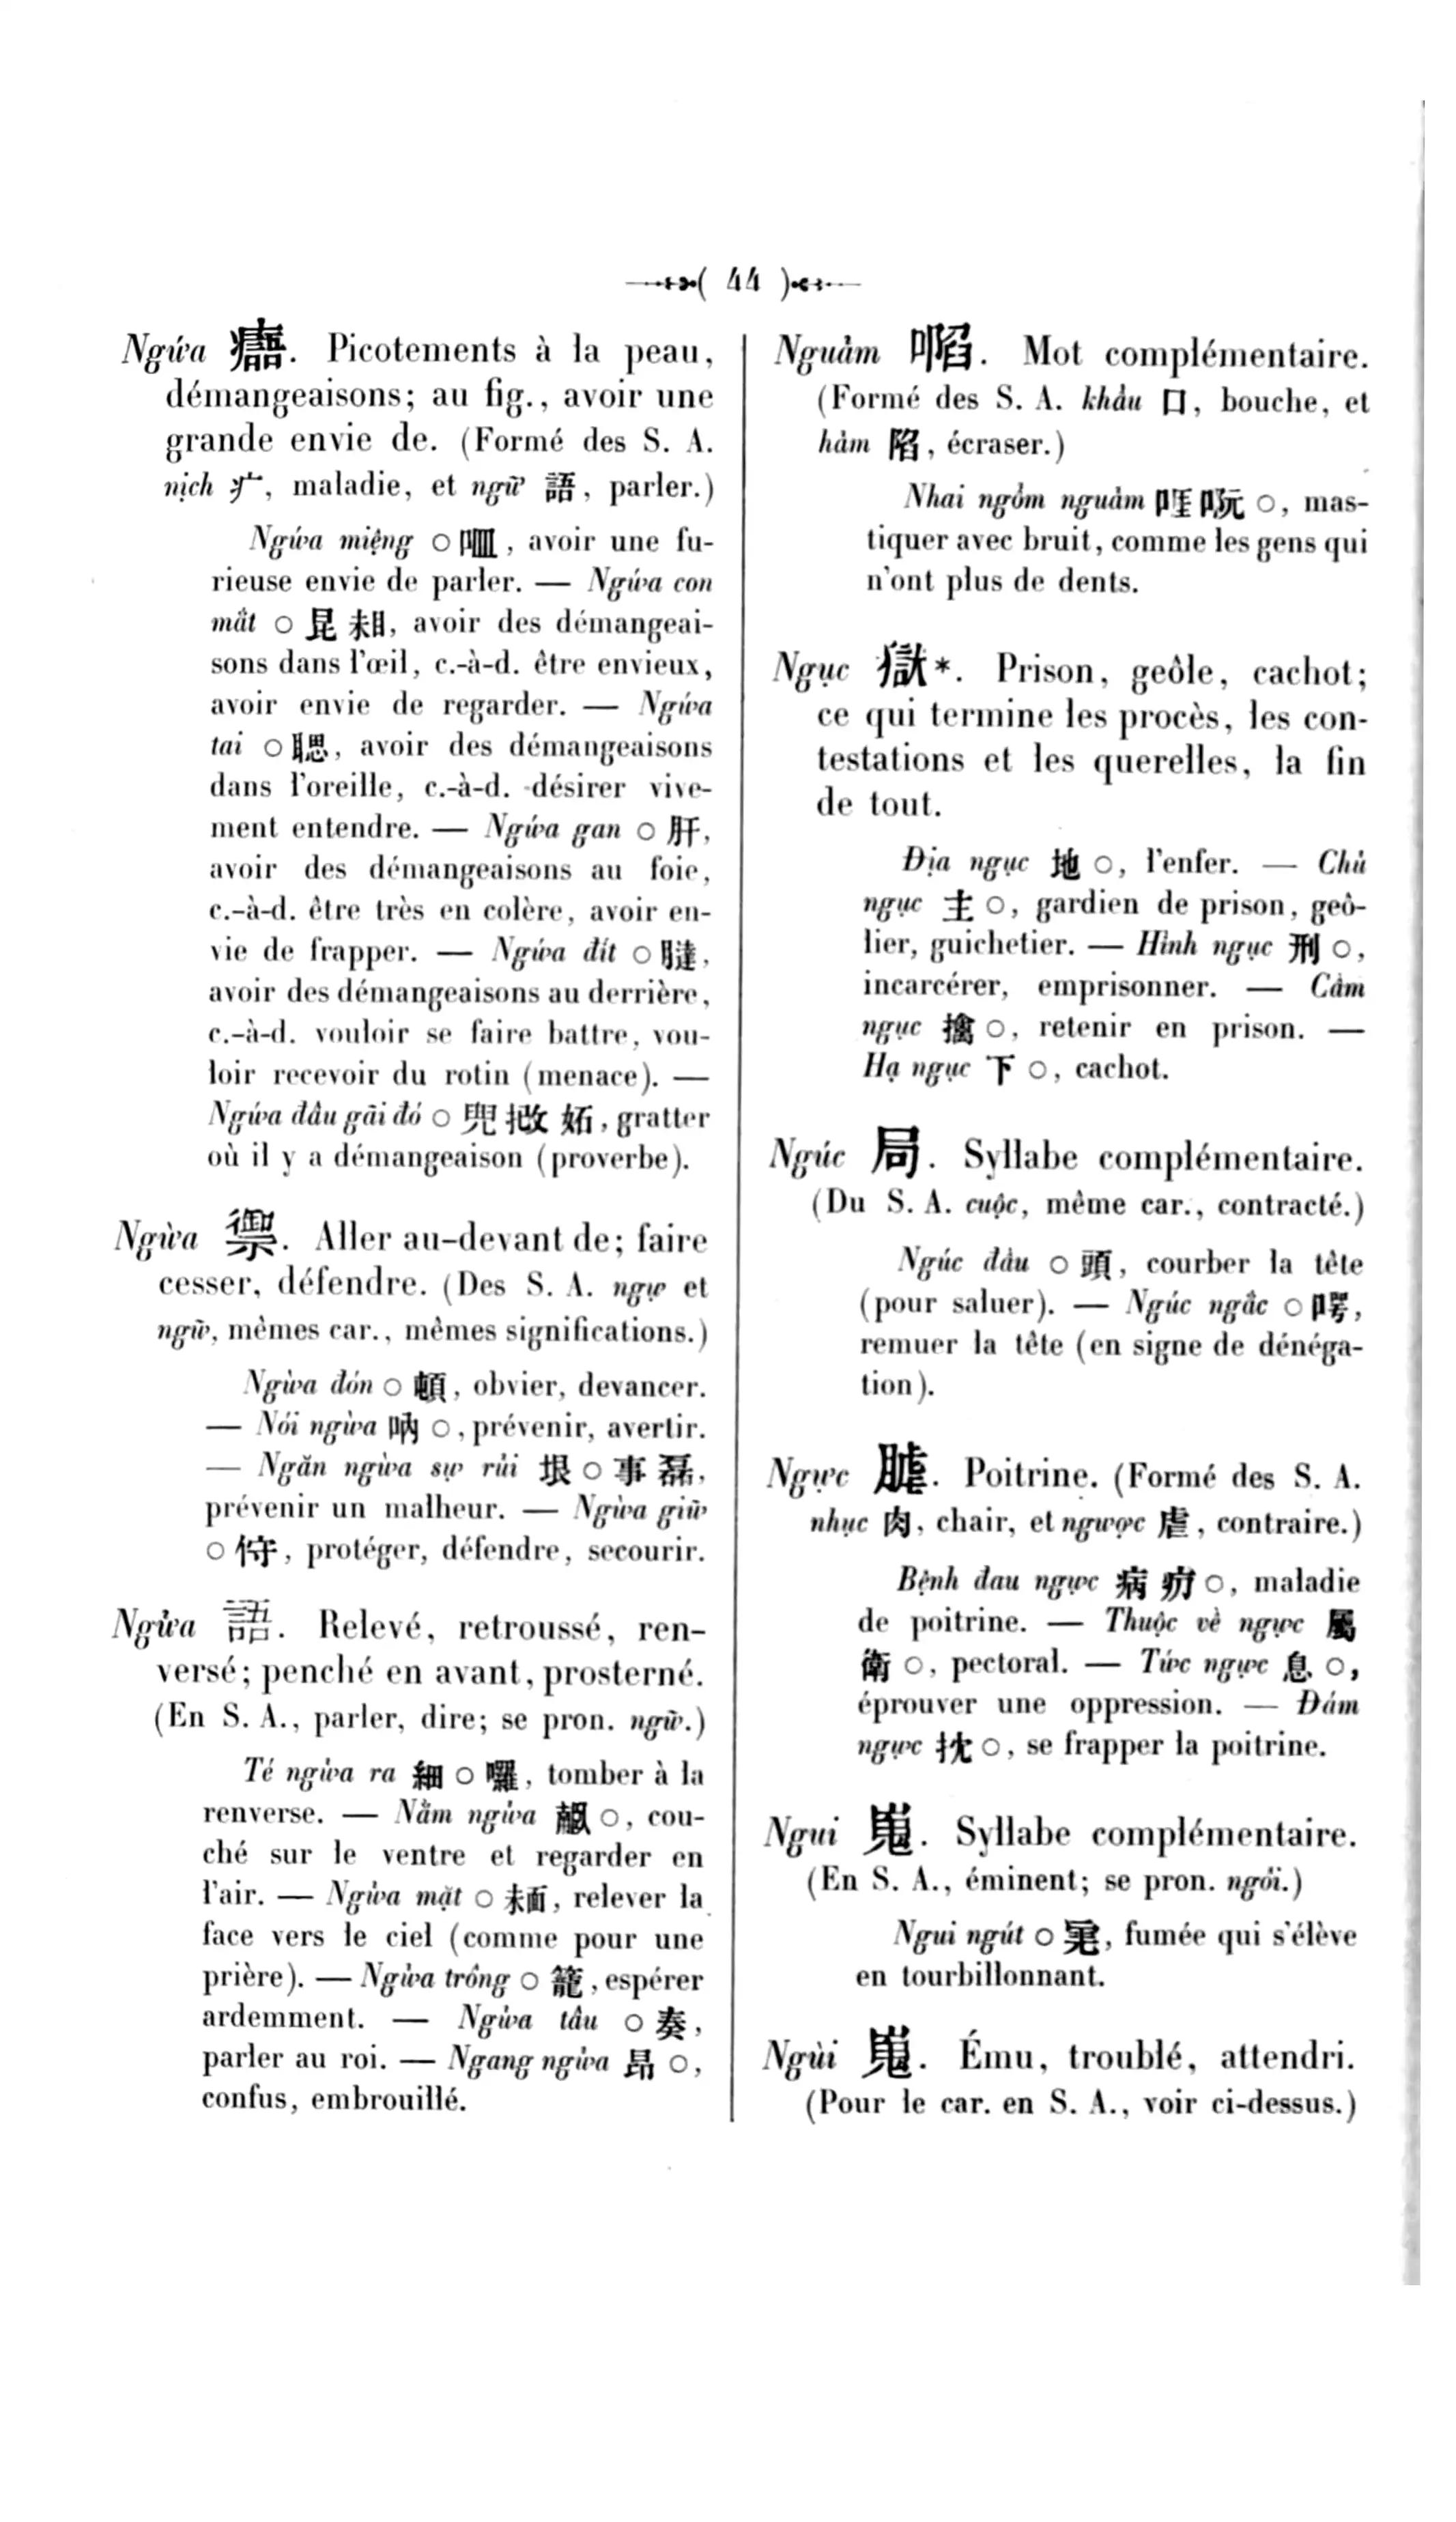 ( 44 )
Ngứa 𤻭. Picotements à la peau,
démangeaisons; au fig., avoir une
grande envie de. (Formé des S. A.
nịch 疒, maladie, et ngữ 語, parler.)
Ngứa miệng ○ 𠰘, avoir une fu-
rieuse envie de parler. — Ngứa con
mắt ○ 昆 𬑉, avoir des démangeai-
sons dans l'œil, c.-à-d. être envieux,
avoir envie de regarder. — Ngứa
tai ○ 聰, avoir des démangeaisons
dans l'oreille, c.-à-d. désirer vive-
ment entendre. — Ngứa gan ○ 肝,
avoir des démangeaisons au foie,
c.-à-d. être très en colère, avoir en-
vie de frapper. — Ngứa đít ○,
avoir des démangeaisons au derrière,
c.-à-d. vouloir se faire battre, vou-
loir recevoir du rotin (menace). —
Ngứa đâu gãi đó ○ 兜, gratter
où il y a démangeaison (proverbe).
Ngừa 禦. Aller au-devant de; faire
cesser, défendre. (Des S. A. ngự et
ngữ, mêmes car., mêmes significations.)
Ngừa đón ○ 頓, obvier, devancer.
— Nói ngừa 吶 ○, prévenir, avertir.
— Ngăn ngừa sự rủi 垠 ○ 事 磊,
prévenir un malheur. — Ngừa giữ
○, protéger, défendre, secourir.
Ngửa 語. Relevé, retroussé, ren-
versé; penché en avant, prosterné.
(En S. A., parler, dire; se pron. ngữ.)
Té ngửa ra 細 ○ 囉, tomber à la
renverse. — Nằm ngửa ○, cou-
ché sur le ventre et regarder en
l'air. — Ngửa mặt ○, relever la
face vers le ciel (comme pour une
prière). — Ngửa trông ○ 籠, espérer
ardemment. — Ngửa tâu ○ 奏,
parler au roi. — Ngang ngửa 昂 ○,
confus, embrouillé.
Nguàm 啗. Mot complémentaire.
(Formé des S. A. khẩu 口, bouche, et
hàm 陷, écraser.)
Nhai ngồm nguàm ○, mas-
tiquer avec bruit, comme les gens qui
n'ont plus de dents.
Ngục 獄*. Prison, geôle, cachot;
ce qui termine les procès, les con-
testations et les querelles, la fin
de tout.
Địa ngục 地 ○, l'enfer. — Chủ
ngục 主 ○, gardien de prison, geô-
lier, guichetier. — Hình ngục 刑 ○,
incarcérer, emprisonner. — Cầm
ngục 擒 ○, retenir en prison. —
Hạ ngục 下 ○, cachot.
Ngúc 局. Syllabe complémentaire.
(Du S. A. cuộc, même car., contracté.)
Ngúc đầu ○ 頭, courber la tête
(pour saluer). — Ngúc ngắc ○ 㗁,
remuer la tête (en signe de dénéga-
tion).
Ngực. Poitrine. (Formé des S. A.
nhục 肉, chair, et ngược 虐, contraire.)
Bệnh đau ngực 病 疠 ○, maladie
de poitrine. — Thuộc về ngực 屬
衛 ○, pectoral. — Tức ngực 息 ○,
éprouver une oppression. — Đấm
ngực 抌 ○, se frapper la poitrine.
Ngui 嵬. Syllabe complémentaire.
(En S. A., éminent; se pron. ngôi.)
Ngui ngút ○, fumée qui s'élève
en tourbillonnant.
Ngùi 嵬. Ému, troublé, attendri.
(Pour le car. en S. A., voir ci-dessus.)